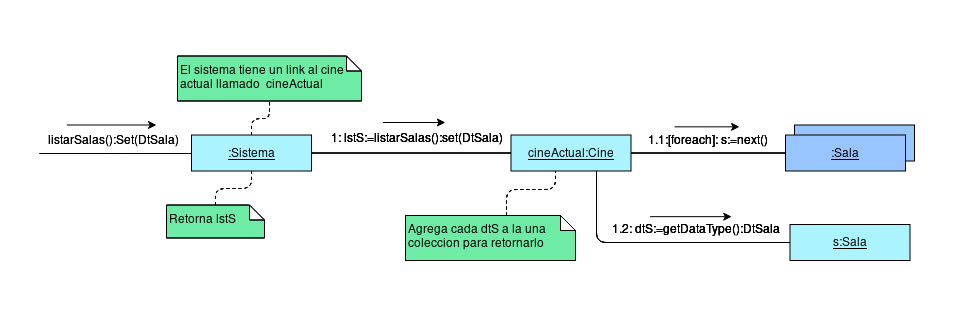 El sistema tiene un link al cine
actual llamado  cineActual
listarSalas():Set(DtSala)
:Sistema
1: lstS:=listarSalas():set(DtSala)
cineActual:Cine
1.1:[foreach]: s:=next()
:Sala
Retorna lstS
Agrega cada dtS a la una
coleccion para retornarlo
1.2: dtS:=getDataType():DtSala
s:Sala